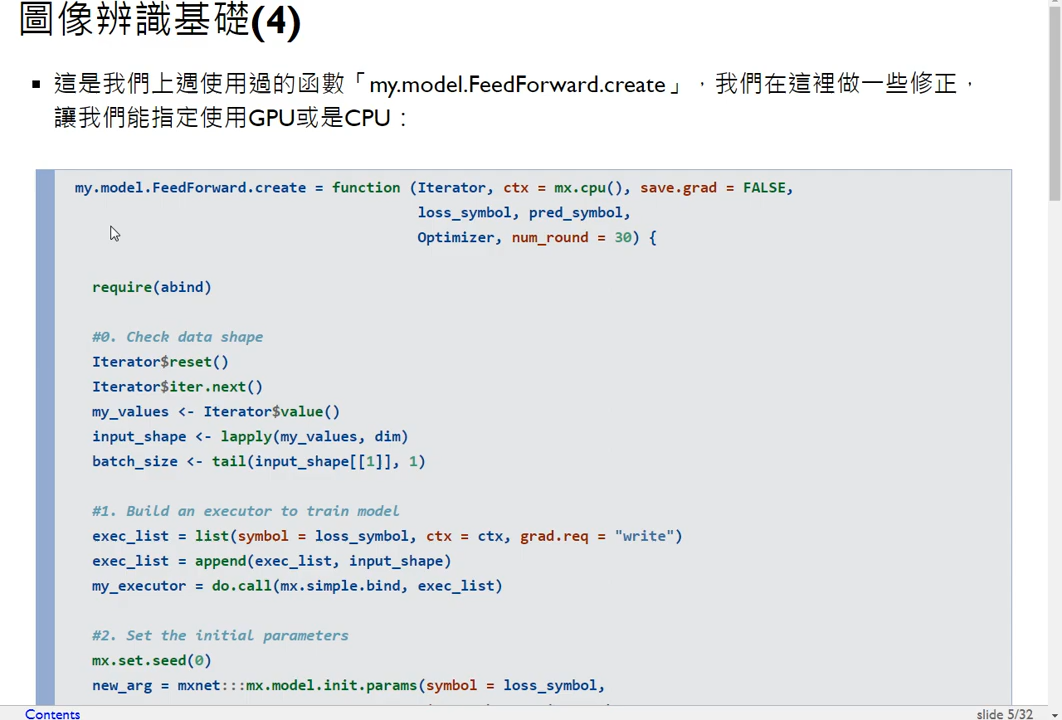 圖像辨識基礎(4)
▪ 這是我們上週使用過的函數「my.model.FeedForward.create」，我們在這裡做一些修正，
讓我們能指定使用GPU或是CPU：
my.model.FeedForward.create = function (Iterator, ctx = mx.cpu(), save.grad = FALSE,
loss_symbol, pred_symbol,
Optimizer, num_round = 30) {
require(abind)
#0. Check data shape
Iterator$reset()
Iterator$iter.next()
my_values <- Iterator$value()
input_shape <- lapply(my_values, dim)
batch_size <- tail(input_shape[[1]], 1)
#1. Build an executor to train model
exec_list = list(symbol = loss_symbol, ctx = ctx, grad.req = "write")
exec_list = append(exec_list, input_shape)
my_executor = do.call(mx.simple.bind, exec_list)
#2. Set the initial parameters
mx.set.seed(0)
new_arg = mxnet:::mx.model.init.params(symbol = loss_symbol,
Contents
slide 5/32